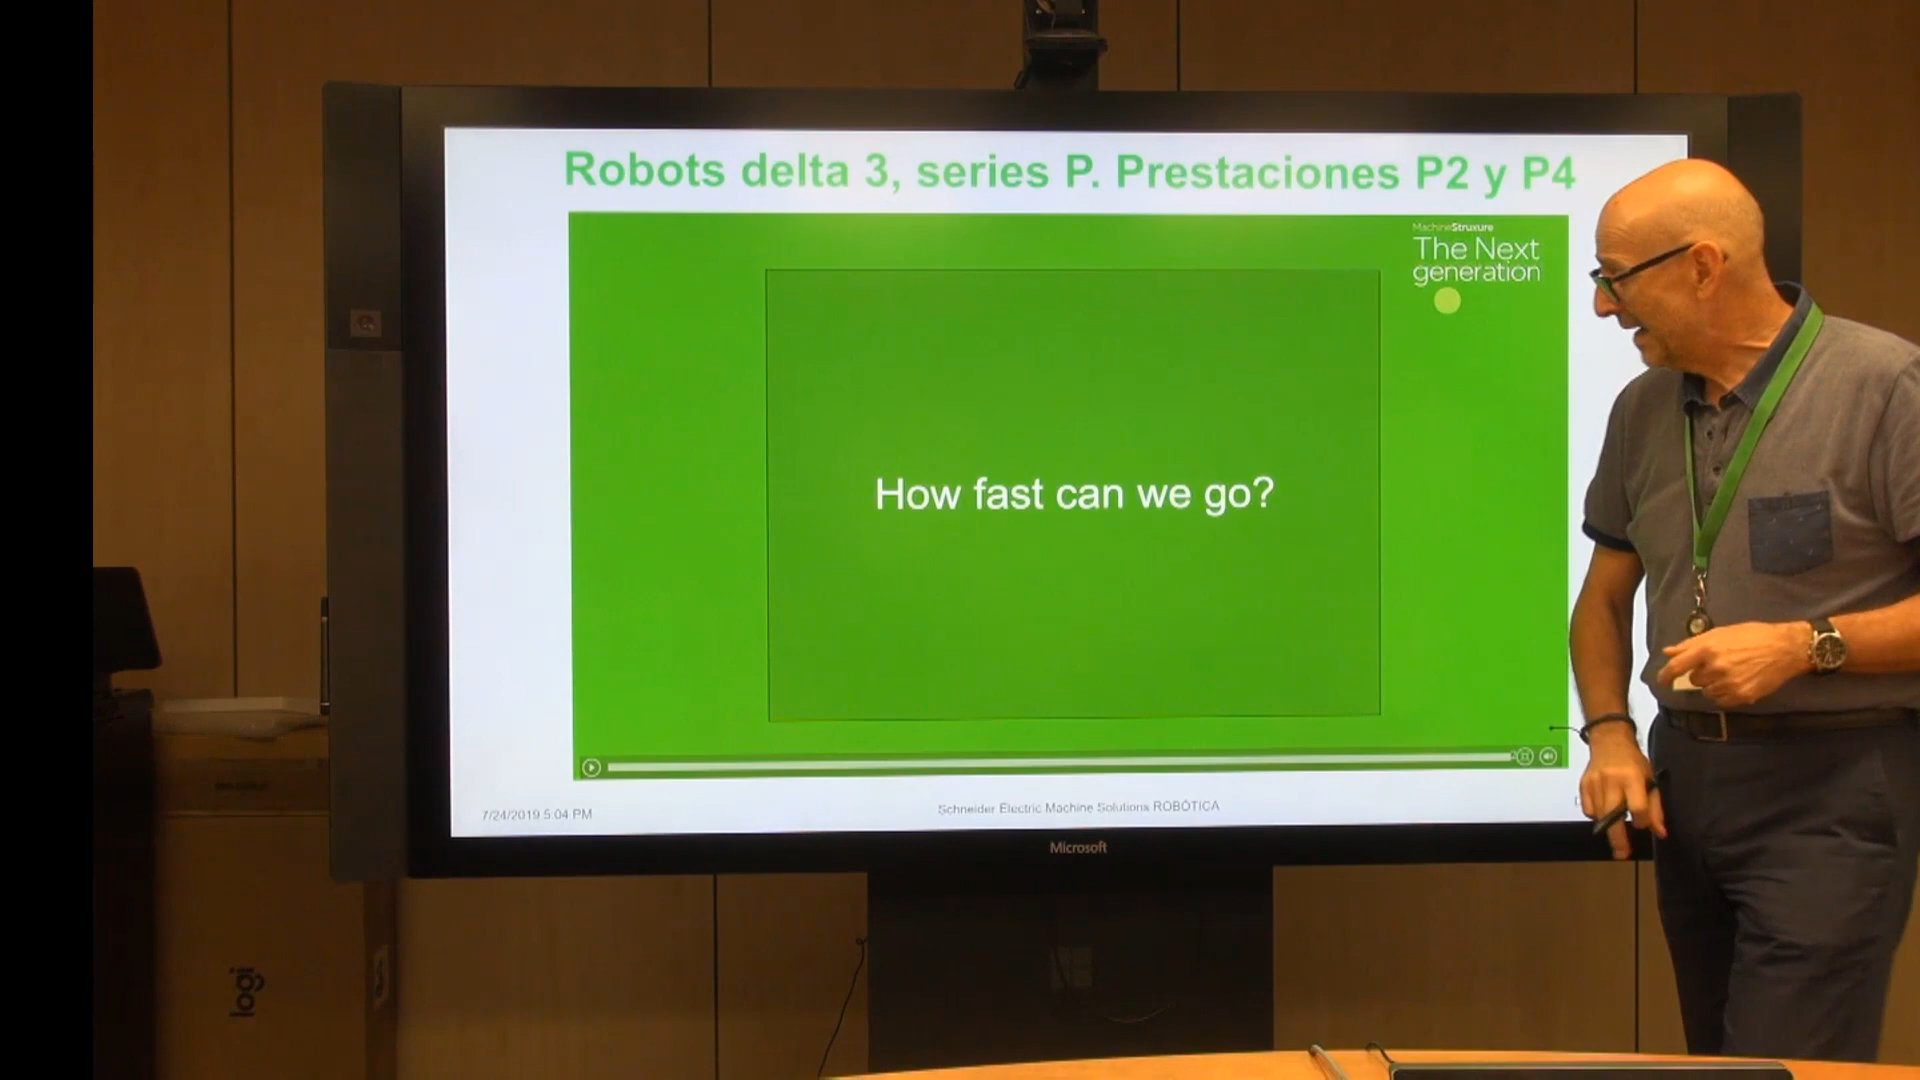 Robots delta 3, series P. Prestaciones P2 y P4
MachineStruxure
The Next
generation
How fast can we go?
7/24/2019 5:04 PM
Schneider Electric Machine Solutions ROBÓTICA
Microsoft
logi